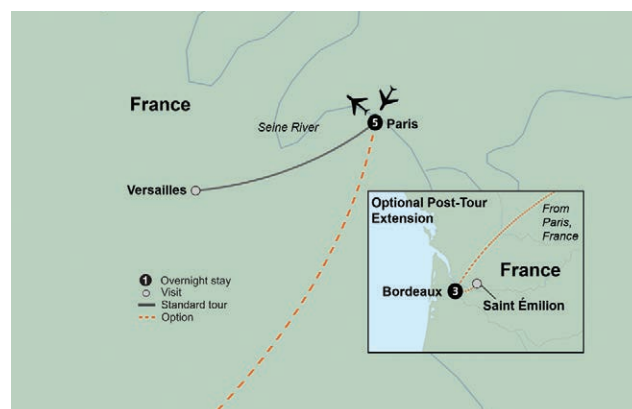 France
Seine River
5
Paris
Versailles
1 Overnight stay
Visit
Standard tour
Option
Optional Post-Tour
Extension
From
Paris,
France
France
Bordeaux
3
Saint Émilion